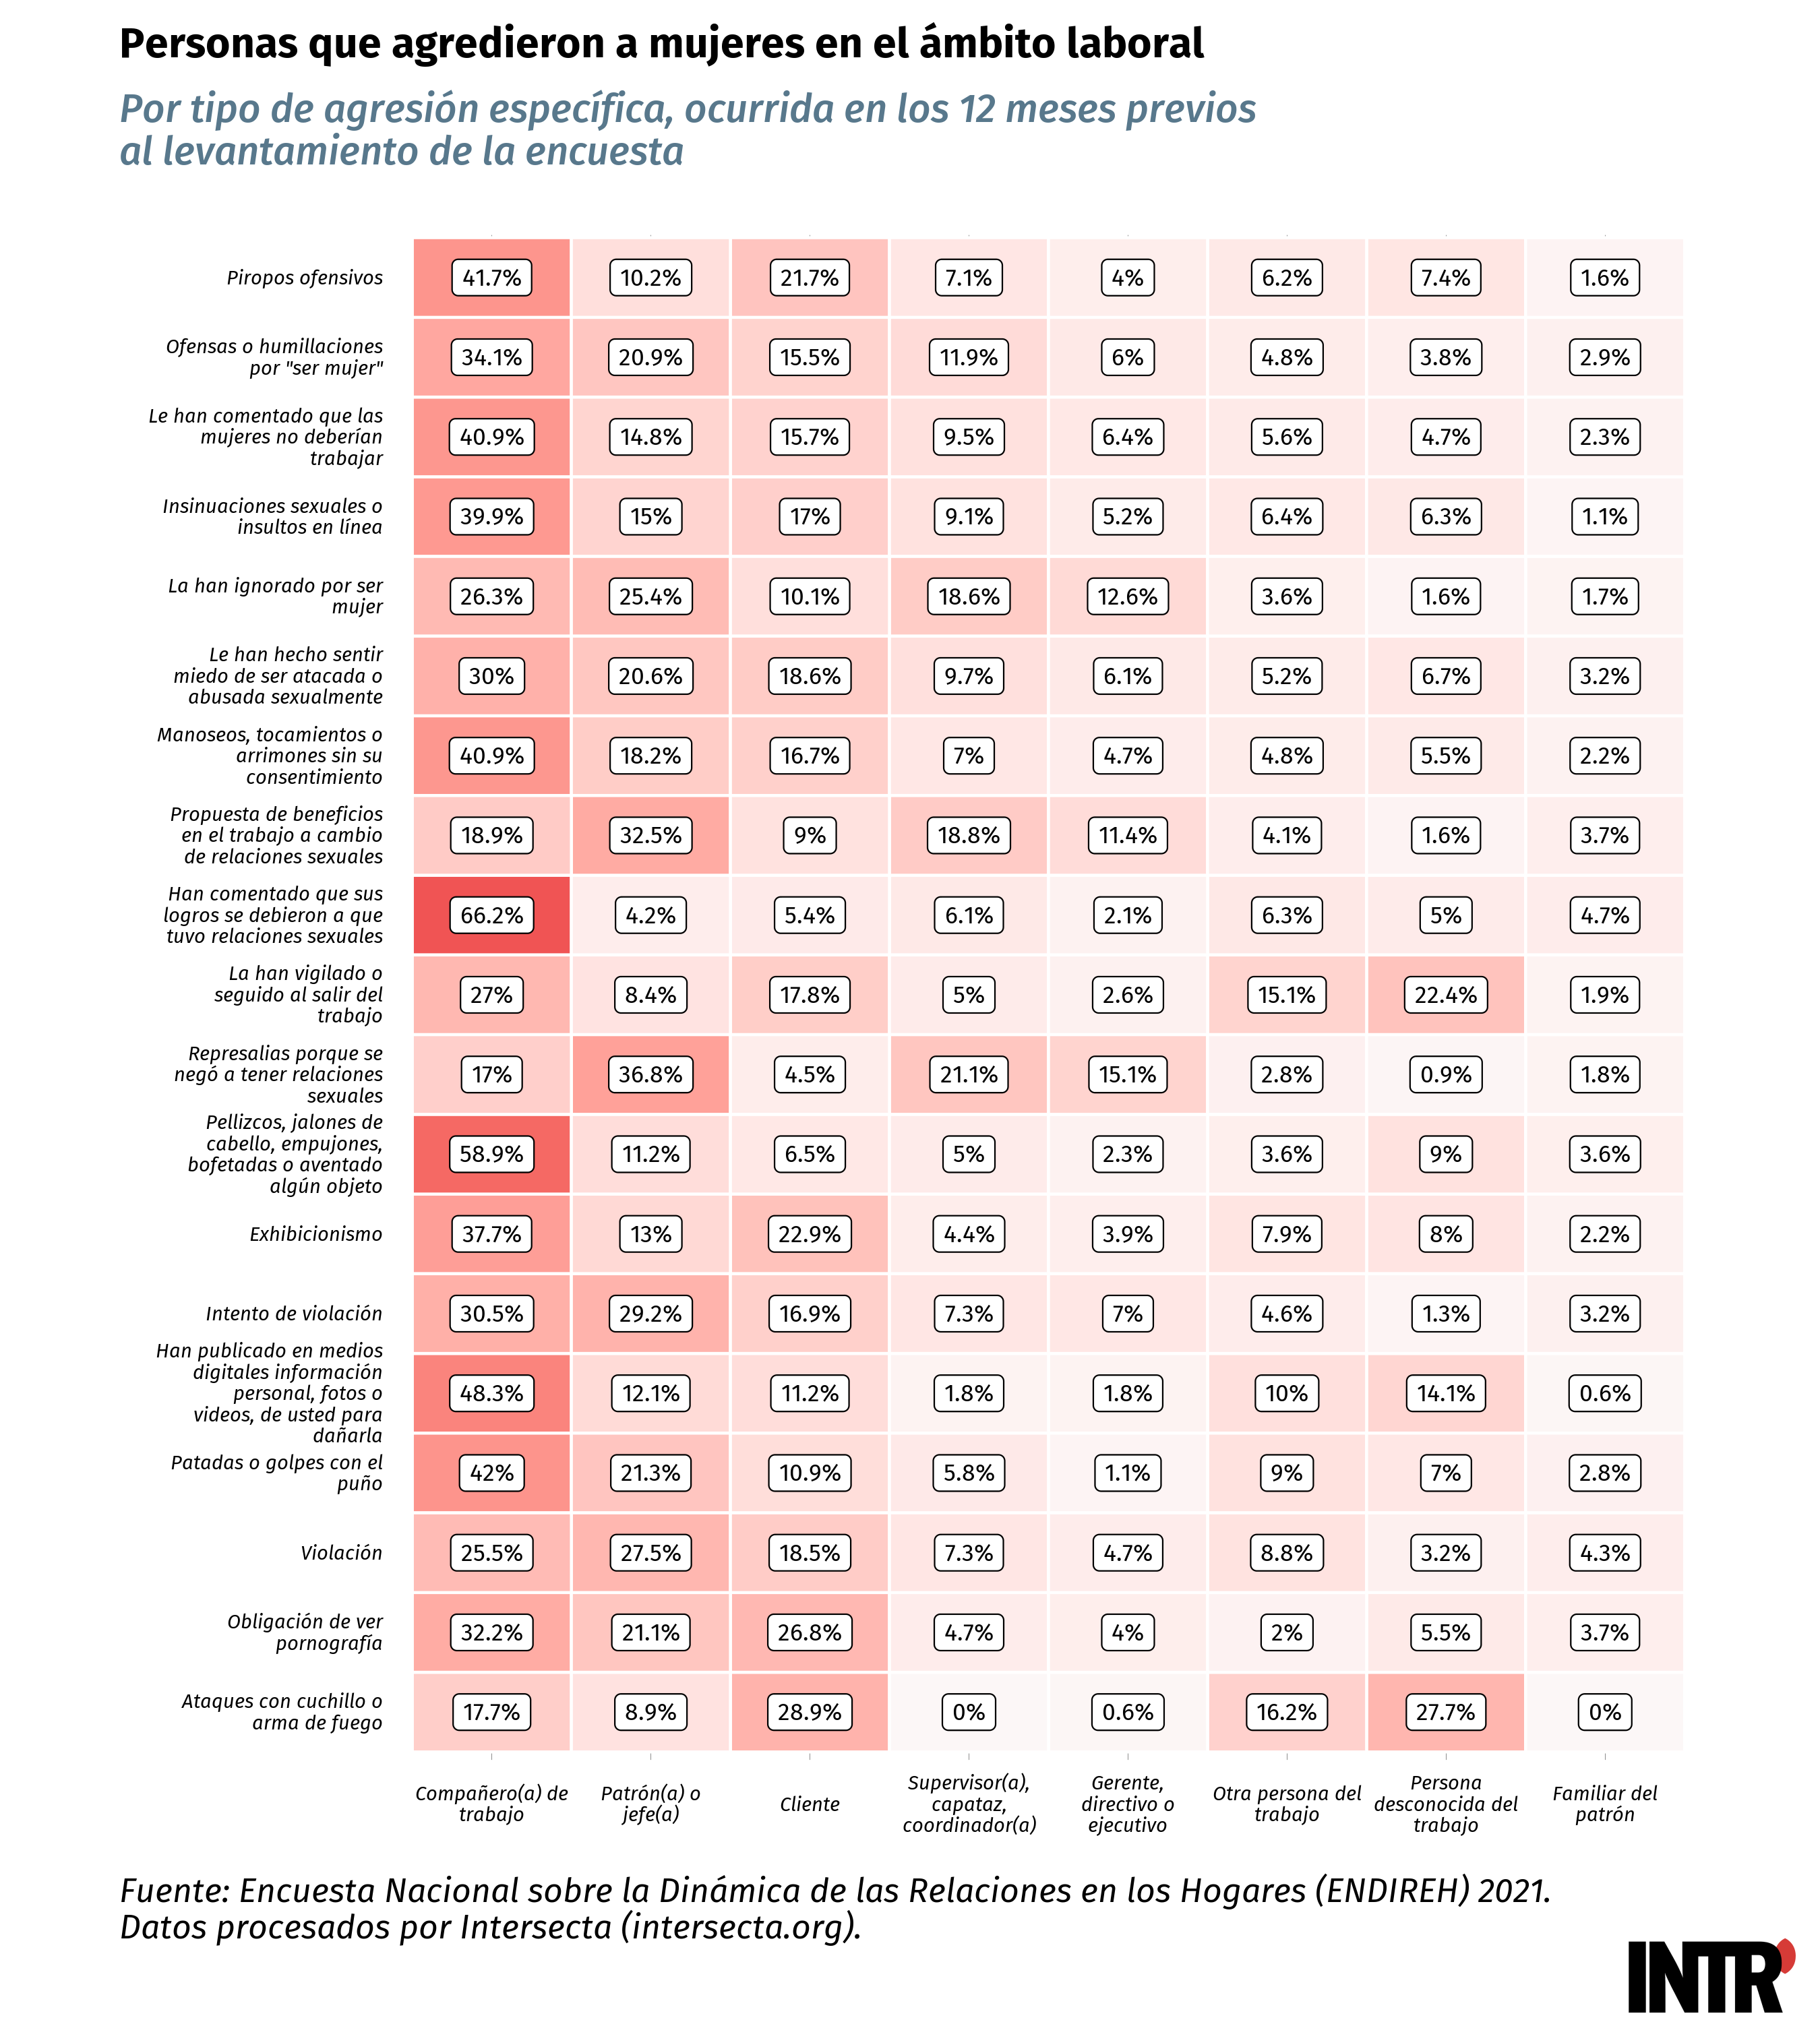 Personas que agredieron a mujeres en el ámbito laboral
Por tipo de agresión específica, ocurrida en los 12 meses previos
al levantamiento de la encuesta
Piropos ofensivos
41.7% 10.2% 21.7% 7.1% 4% 6.2% 7.4% 1.6%
Ofensas o humillaciones
por "ser mujer"
34.1% 20.9% 15.5% 11.9% 6% 4.8% 3.8% 2.9%
Le han comentado que las
mujeres no deberían
trabajar
40.9% 14.8% 15.7% 9.5% 6.4% 5.6% 4.7% 2.3%
Insinuaciones sexuales o
insultos en línea
39.9% 15% 17% 9.1% 5.2% 6.4% 6.3% 1.1%
La han ignorado por ser
mujer
26.3% 25.4% 10.1% 18.6% 12.6% 3.6% 1.6% 1.7%
Le han hecho sentir
miedo de ser atacada o
abusada sexualmente
30% 20.6% 18.6% 9.7% 6.1% 5.2% 6.7% 3.2%
Manoseos, tocamientos o
arrimones sin su
consentimiento
40.9% 18.2% 16.7% 7% 4.7% 4.8% 5.5% 2.2%
Propuesta de beneficios
en el trabajo a cambio
de relaciones sexuales
18.9% 32.5% 9% 18.8% 11.4% 4.1% 1.6% 3.7%
Han comentado que sus
logros se debieron a que
tuvo relaciones sexuales
66.2% 4.2% 5.4% 6.1% 2.1% 6.3% 5% 4.7%
La han vigilado o
seguido al salir del
trabajo
27% 8.4% 17.8% 5% 2.6% 15.1% 22.4% 1.9%
Represalias porque se
negó a tener relaciones
sexuales
17% 36.8% 4.5% 21.1% 15.1% 2.8% 0.9% 1.8%
Pellizcos, jalones de
cabello, empujones,
bofetadas o aventado
algún objeto
58.9% 11.2% 6.5% 5% 2.3% 3.6% 9% 3.6%
Exhibicionismo
37.7% 13% 22.9% 4.4% 3.9% 7.9% 8% 2.2%
Intento de violación
30.5% 29.2% 16.9% 7.3% 7% 4.6% 1.3% 3.2%
Han publicado en medios
digitales información
personal, fotos o
videos, de usted para
dañarla
48.3% 12.1% 11.2% 1.8% 1.8% 10% 14.1% 0.6%
Patadas o golpes con el
puño
42% 21.3% 10.9% 5.8% 1.1% 9% 7% 2.8%
Violación
25.5% 27.5% 18.5% 7.3% 4.7% 8.8% 3.2% 4.3%
Obligación de ver
pornografía
32.2% 21.1% 26.8% 4.7% 4% 2% 5.5% 3.7%
Ataques con cuchillo o
arma de fuego
17.7% 8.9% 28.9% 0% 0.6% 16.2% 27.7% 0%
Compañero(a) de
trabajo
Patrón(a) o
jefe(a)
Cliente
Supervisor(a),
capataz,
coordinador(a)
Gerente,
directivo o
ejecutivo
Otra persona del
trabajo
Persona
desconocida del
trabajo
Familiar del
patrón
Fuente: Encuesta Nacional sobre la Dinámica de las Relaciones en los Hogares (ENDIREH) 2021.
Datos procesados por Intersecta (intersecta.org).
INTR